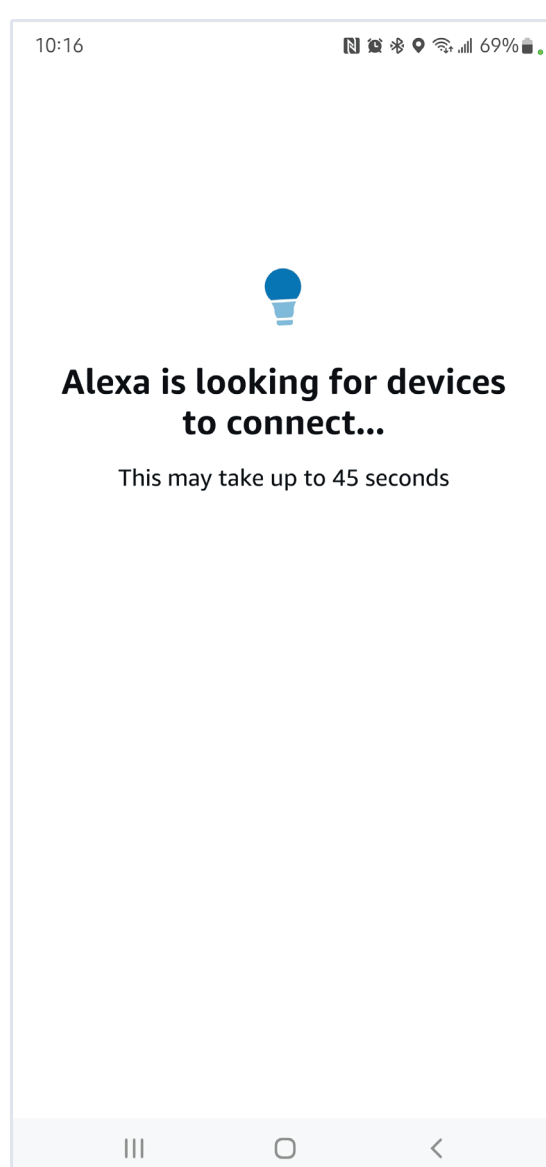 10:16 69%
Alexa is looking for devices
to connect...
This may take up to 45 seconds